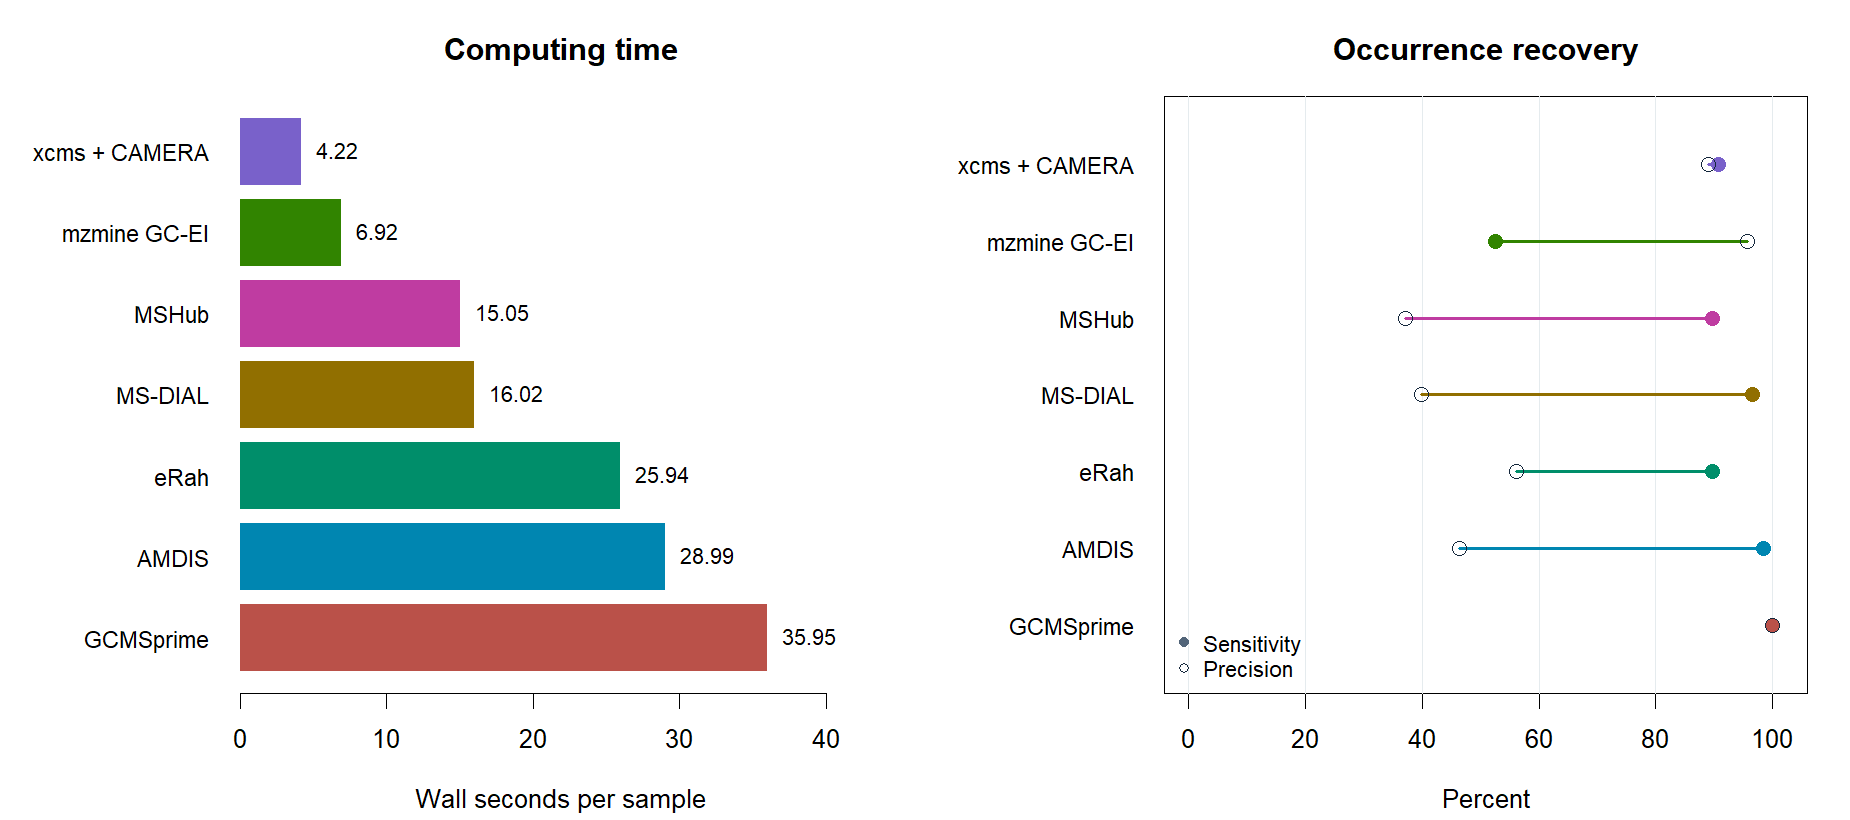 Computing time
xcms + CAMERA
4.22
mzmine GC-EI
6.92
MSHub
15.05
MS-DIAL
16.02
eRah
25.94
AMDIS
28.99
GCMSprime
35.95
0 10 20 30 40
Wall seconds per sample
Occurrence recovery
xcms + CAMERA
mzmine GC-EI
MSHub
MS-DIAL
eRah
AMDIS
GCMSprime
Sensitivity
Precision
0 20 40 60 80 100
Percent